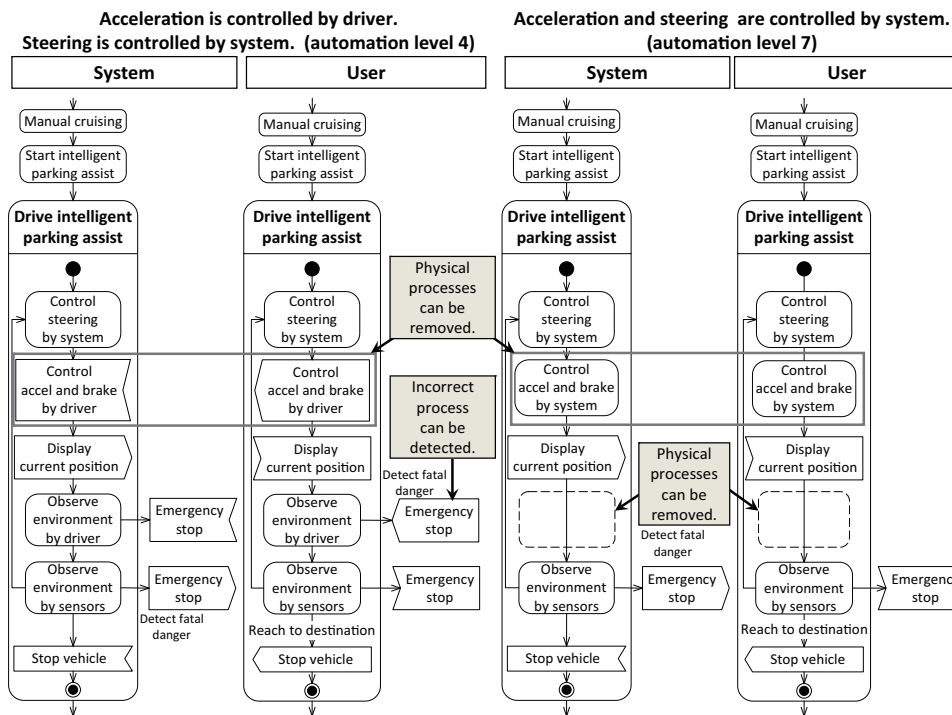 Acceleration is controlled by driver.
Steering is controlled by system. (automation level 4)
System
User
Manual cruising
Start intelligent
parking assist
Drive intelligent
parking assist
Control
steering
by system
Control
accel and brake
by driver
Display
current position
Observe
environment
by driver
Emergency
stop
Observe
environment
by sensors
Emergency
stop
Detect fatal
danger
Stop vehicle
Manual cruising
Start intelligent
parking assist
Drive intelligent
parking assist
Control
steering
by system
Control
accel and brake
by driver
Display
current position
Observe
environment
by driver
Detect fatal
danger
Emergency
stop
Observe
environment
by sensors
Emergency
stop
Reach to destination
Stop vehicle
Physical
processes
can be
removed.
Incorrect
process
can be
detected.
Acceleration and steering are controlled by system.
(automation level 7)
System
User
Manual cruising
Start intelligent
parking assist
Drive intelligent
parking assist
Control
steering
by system
Control
accel and brake
by system
Display
current position
Physical
processes
can be
removed.
Detect fatal
danger
Observe
environment
by sensors
Emergency
stop
Stop vehicle
Manual cruising
Start intelligent
parking assist
Drive intelligent
parking assist
Control
steering
by system
Control
accel and brake
by system
Display
current position
Observe
environment
by sensors
Emergency
stop
Reach to destination
Stop vehicle